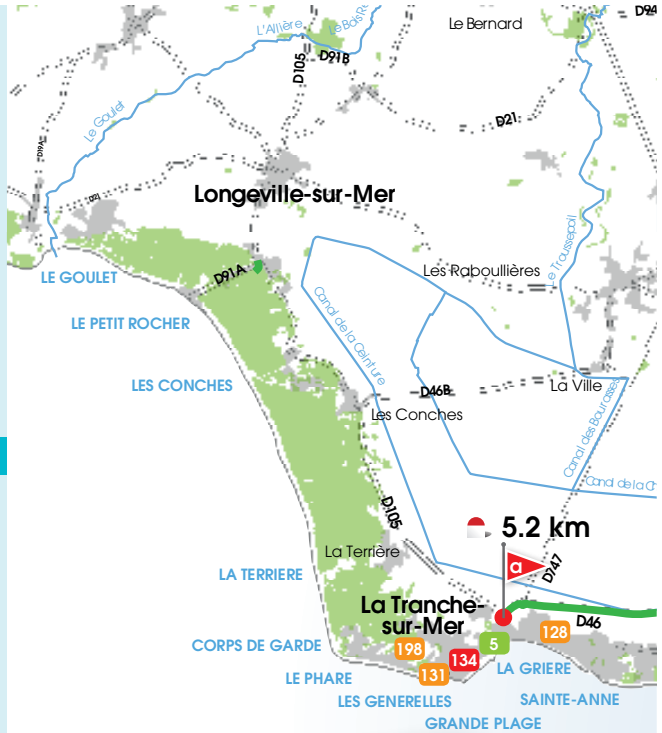 D94
Le Bernard
L'Allière
Le Bois R
D105
D91B
Le Goulet
D21
D19A
D21
Longeville-sur-Mer
Le Troussepoil
LE GOULET
D91A
Les Raboullières
Canal de la Ceinture
LE PETIT ROCHER
LES CONCHES
D46B
La Ville
Les Conches
Canal des Bourasses
Canal de la C
D105
5.2 km
La Terrière
a
D747
LA TERRIERE
La Tranche-
sur-Mer
D46
CORPS DE GARDE
198
5
128
134
LE PHARE
131
LA GRIERE
LES GENERELLES
SAINTE-ANNE
GRANDE PLAGE